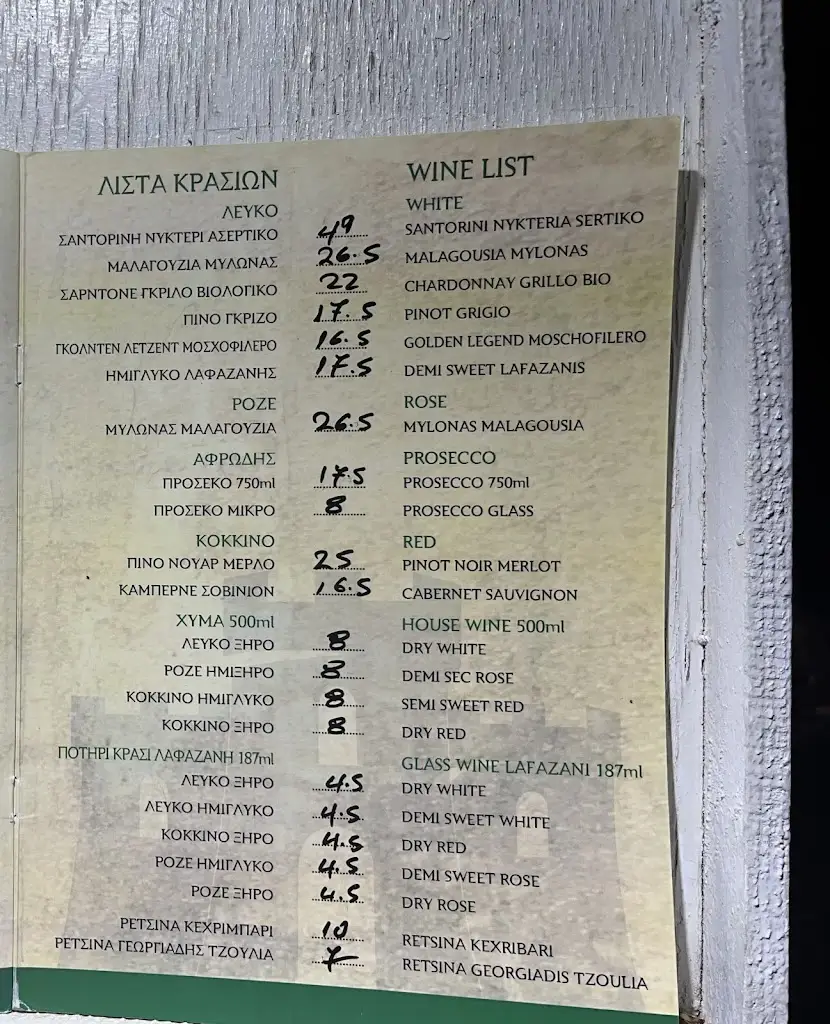 ΛΙΣΤΑ ΚΡΑΣΙΩΝ WINE LIST
ΛΕΥΚΟ WHITE
ΣΑΝΤΟΡΙΝΗ ΝΥΚΤΕΡΙ ΑΣΕΡΤΙΚΟ 49 SANTORINI NYKTERIA SERTIKO
ΜΑΛΑΓΟΥΖΙΑ ΜΥΛΩΝΑΣ 26.5 MALAGOUSIA MYLONAS
ΣΑΡΝΤΟΝΕ ΓΚΡΙΛΟ ΒΙΟΛΟΓΙΚΟ 22 CHARDONNAY GRILLO BIO
ΠΙΝΟ ΓΚΡΙΖΟ 17.5 PINOT GRIGIO
ΓΚΟΛΝΤΕΝ ΛΕΤΖΕΝΤ ΜΟΣΧΟΦΙΛΕΡΟ 16.5 GOLDEN LEGEND MOSCHOFILERO
ΗΜΙΓΛΥΚΟ ΛΑΦΑΖΑΝΗΣ 17.5 DEMI SWEET LAFAZANIS
ΡΟΖΕ ROSE
ΜΥΛΩΝΑΣ ΜΑΛΑΓΟΥΖΙΑ 26.5 MYLONAS MALAGOUSIA
ΑΦΡΩΔΗΣ PROSECCO
ΠΡΟΣΕΚΟ 750ml 17.5 PROSECCO 750ml
ΠΡΟΣΕΚΟ ΜΙΚΡΟ 8 PROSECCO GLASS
ΚΟΚΚΙΝΟ RED
ΠΙΝΟ ΝΟΥΑΡ ΜΕΡΛΟ 25 PINOT NOIR MERLOT
ΚΑΜΠΕΡΝΕ ΣΟΒΙΝΙΟΝ 16.5 CABERNET SAUVIGNON
ΧΥΜΑ 500ml HOUSE WINE 500ml
ΛΕΥΚΟ ΞΗΡΟ 8 DRY WHITE
ΡΟΖΕ ΗΜΙΞΗΡΟ 8 DEMI SEC ROSE
ΚΟΚΚΙΝΟ ΗΜΙΓΛΥΚΟ 8 SEMI SWEET RED
ΚΟΚΚΙΝΟ ΞΗΡΟ 8 DRY RED
ΠΟΤΗΡΙ ΚΡΑΣΙ ΛΑΦΑΖΑΝΗ 187ml GLASS WINE LAFAZANI 187ml
ΛΕΥΚΟ ΞΗΡΟ 4.5 DRY WHITE
ΛΕΥΚΟ ΗΜΙΓΛΥΚΟ 4.5 DEMI SWEET WHITE
ΚΟΚΚΙΝΟ ΞΗΡΟ 4.5 DRY RED
ΡΟΖΕ ΗΜΙΓΛΥΚΟ 4.5 DEMI SWEET ROSE
ΡΟΖΕ ΞΗΡΟ 4.5 DRY ROSE
ΡΕΤΣΙΝΑ ΚΕΧΡΙΜΠΑΡΙ 10 RETSINA KEXRIBARI
ΡΕΤΣΙΝΑ ΓΕΩΡΓΙΑΔΗΣ ΤΖΟΥΛΙΑ 7 RETSINA GEORGIADIS TZOULIA